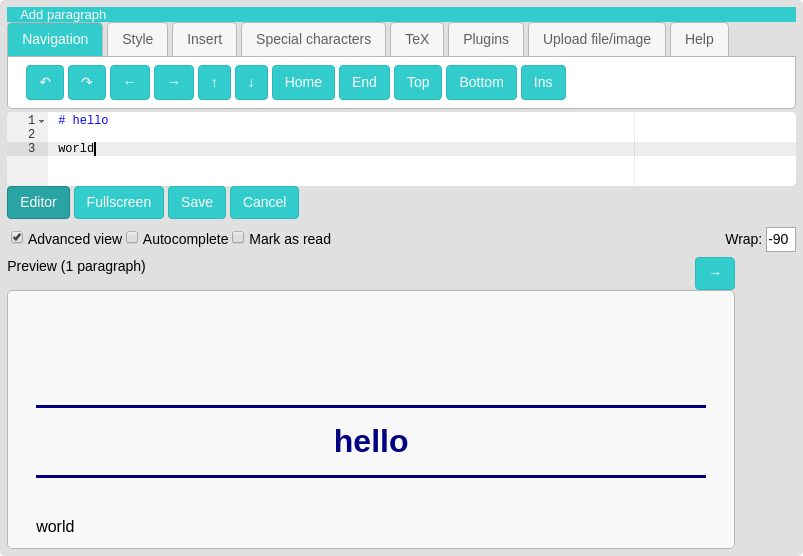 Add paragraph
Navigation Style Insert Special characters TeX Plugins Upload file/image Help
↶ ↷ ← → ↑ ↓ Home End Top Bottom Ins
1 # hello
2
3 world
Editor Fullscreen Save Cancel
Advanced view Autocomplete Mark as read Wrap: -90
Preview (1 paragraph) →
hello
world